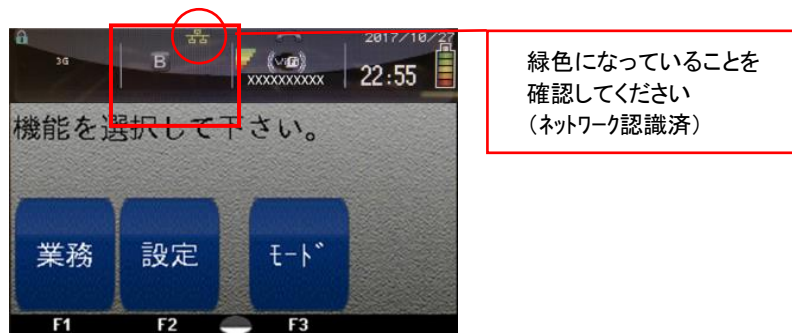 2017/10/27
3G
B
WiFi
XXXXXXXXXX
22:55
機能を選択して下さい。
業務
設定
ﾓｰﾄﾞ
F1
F2
F3
緑色になっていることを
確認してください
（ﾈｯﾄﾜｰｸ認識済）